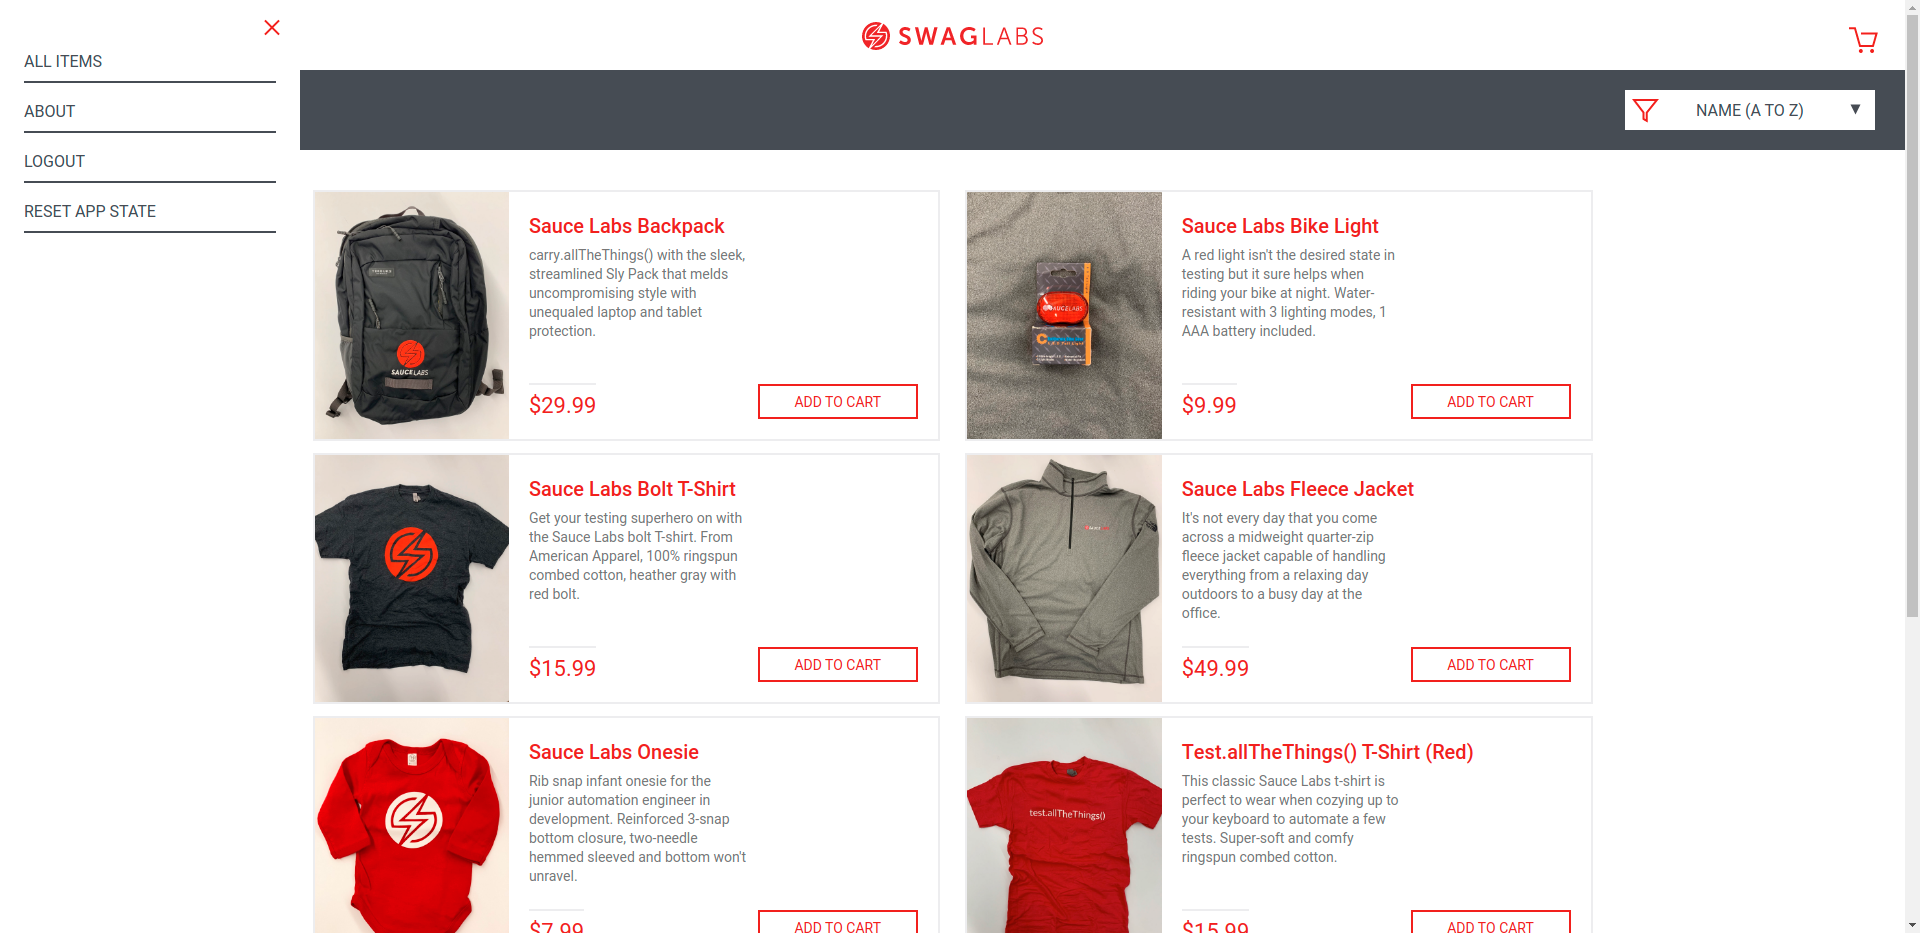 ALL ITEMS
ABOUT
LOGOUT
RESET APP STATE
SWAGLABS
NAME (A TO Z)
Sauce Labs Backpack
carry.allTheThings() with the sleek,
streamlined Sly Pack that melds
uncompromising style with
unequaled laptop and tablet
protection.
$29.99
ADD TO CART
SAUCELABS
Sauce Labs Bike Light
A red light isn't the desired state in
testing but it sure helps when
riding your bike at night. Water-
resistant with 3 lighting modes, 1
AAA battery included.
$9.99
ADD TO CART
SAUCELABS
Sauce Labs Bolt T-Shirt
Get your testing superhero on with
the Sauce Labs bolt T-shirt. From
American Apparel, 100% ringspun
combed cotton, heather gray with
red bolt.
$15.99
ADD TO CART
Sauce Labs Fleece Jacket
It's not every day that you come
across a midweight quarter-zip
fleece jacket capable of handling
everything from a relaxing day
outdoors to a busy day at the
office.
$49.99
ADD TO CART
Sauce Labs Onesie
Rib snap infant onesie for the
junior automation engineer in
development. Reinforced 3-snap
bottom closure, two-needle
hemmed sleeved and bottom won't
unravel.
$7.99
ADD TO CART
Test.allTheThings() T-Shirt (Red)
This classic Sauce Labs t-shirt is
perfect to wear when cozying up to
your keyboard to automate a few
tests. Super-soft and comfy
ringspun combed cotton.
$15.99
ADD TO CART
test.allTheThings()